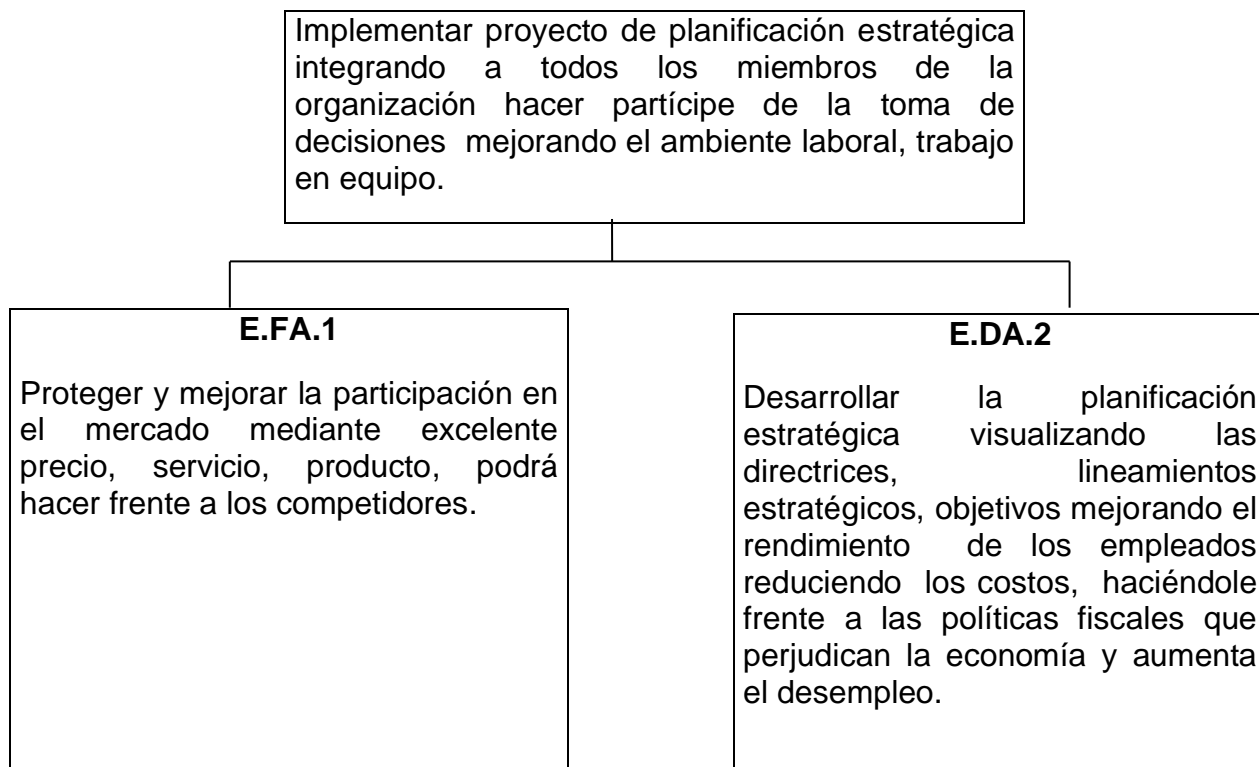 Implementar proyecto de planificación estratégica
integrando a todos los miembros de la
organización hacer partícipe de la toma de
decisiones mejorando el ambiente laboral, trabajo
en equipo.
E.FA.1
Proteger y mejorar la participación en
el mercado mediante excelente
precio, servicio, producto, podrá
hacer frente a los competidores.
E.DA.2
Desarrollar la planificación
estratégica visualizando las
directrices, lineamientos
estratégicos, objetivos mejorando el
rendimiento de los empleados
reduciendo los costos, haciéndole
frente a las políticas fiscales que
perjudican la economía y aumenta
el desempleo.